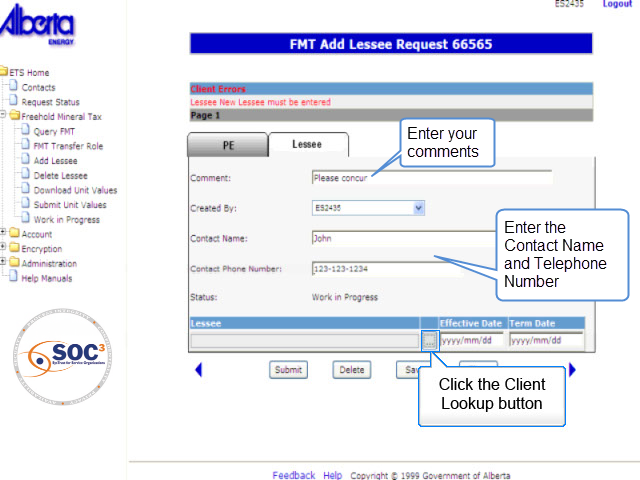 ES2435 Logout
Alberta
ENERGY
FMT Add Lessee Request 66565
ETS Home
Contacts
Request Status
Freehold Mineral Tax
Query FMT
FMT Transfer Role
Add Lessee
Delete Lessee
Download Unit Values
Submit Unit Values
Work in Progress
Account
Encryption
Administration
Help Manuals
SOC3
Client Errors
Lessee New Lessee must be entered
Page 1
PE Lessee
Enter your
comments
Comment: Please concur
Created By: ES2435
Contact Name: John
Enter the
Contact Name
and Telephone
Number
Contact Phone Number: 123-123-1234
Status: Work in Progress
Lessee Effective Date Term Date
... yyyy/mm/dd yyyy/mm/dd
Submit Delete
Click the Client
Lookup button
Feedback Help Copyright © 1999 Government of Alberta